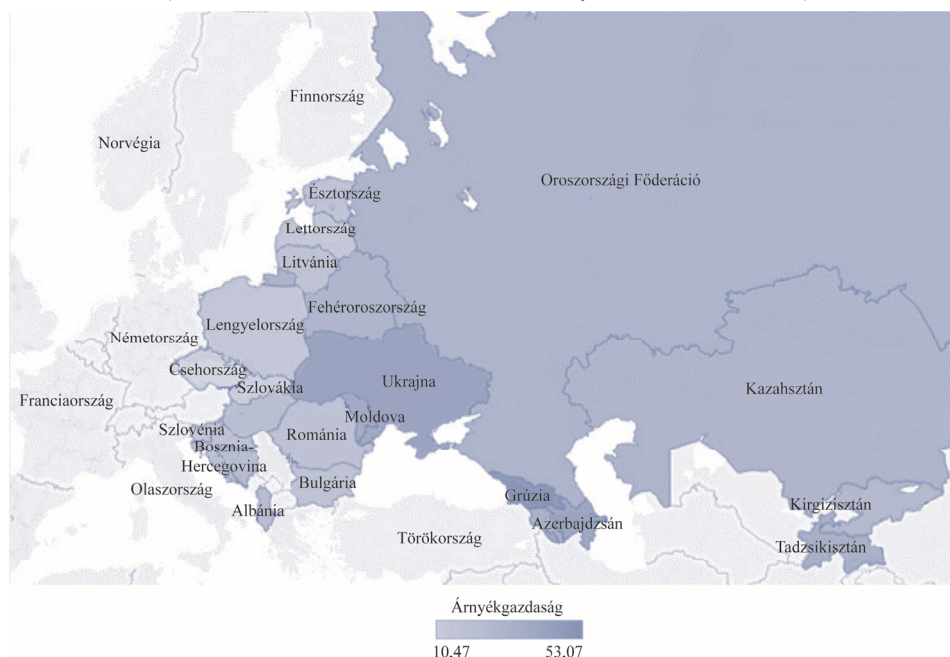 Finnország
Norvégia
Oroszországi Föderáció
Észtország
Lettország
Litvánia
Fehéroroszország
Lengyelország
Németország
Csehország
Szlovákia
Ukrajna
Kazahsztán
Franciaország
Moldova
Szlovénia
Románia
Bosznia-
Hercegovina
Olaszország
Bulgária
Grúzia
Albánia
Azerbajdzsán
Kirgizisztán
Törökország
Tadzsikisztán
Árnyékgazdaság
10,47 53,07